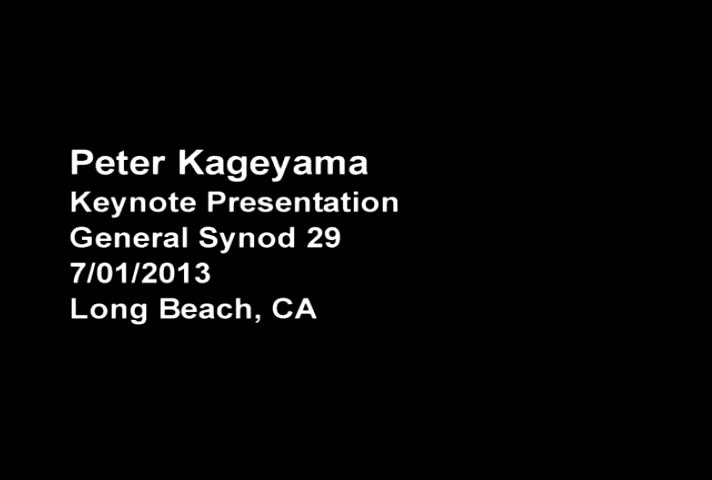 Peter Kageyama
Keynote Presentation
General Synod 29
7/01/2013
Long Beach, CA